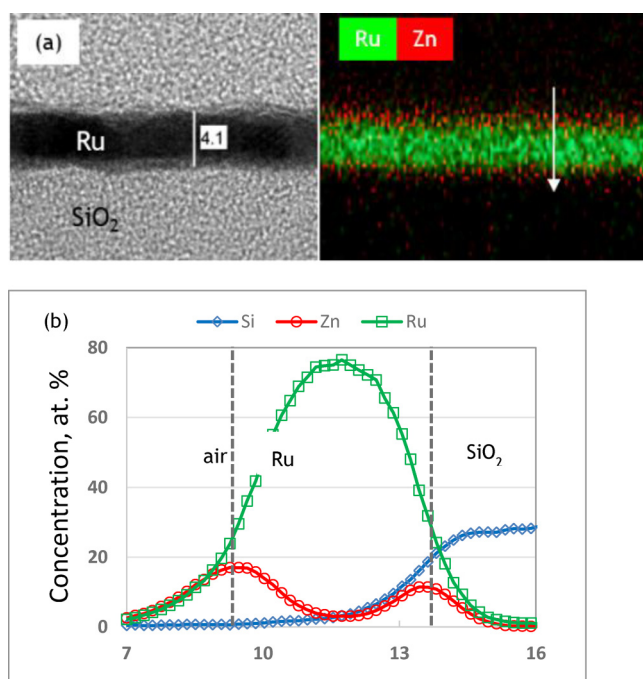 (a)
Ru Zn
Ru
4.1
SiO₂
(b)
Si Zn Ru
80
60
40
20
0
Concentration, at. %
air
Ru
SiO₂
7 10 13 16